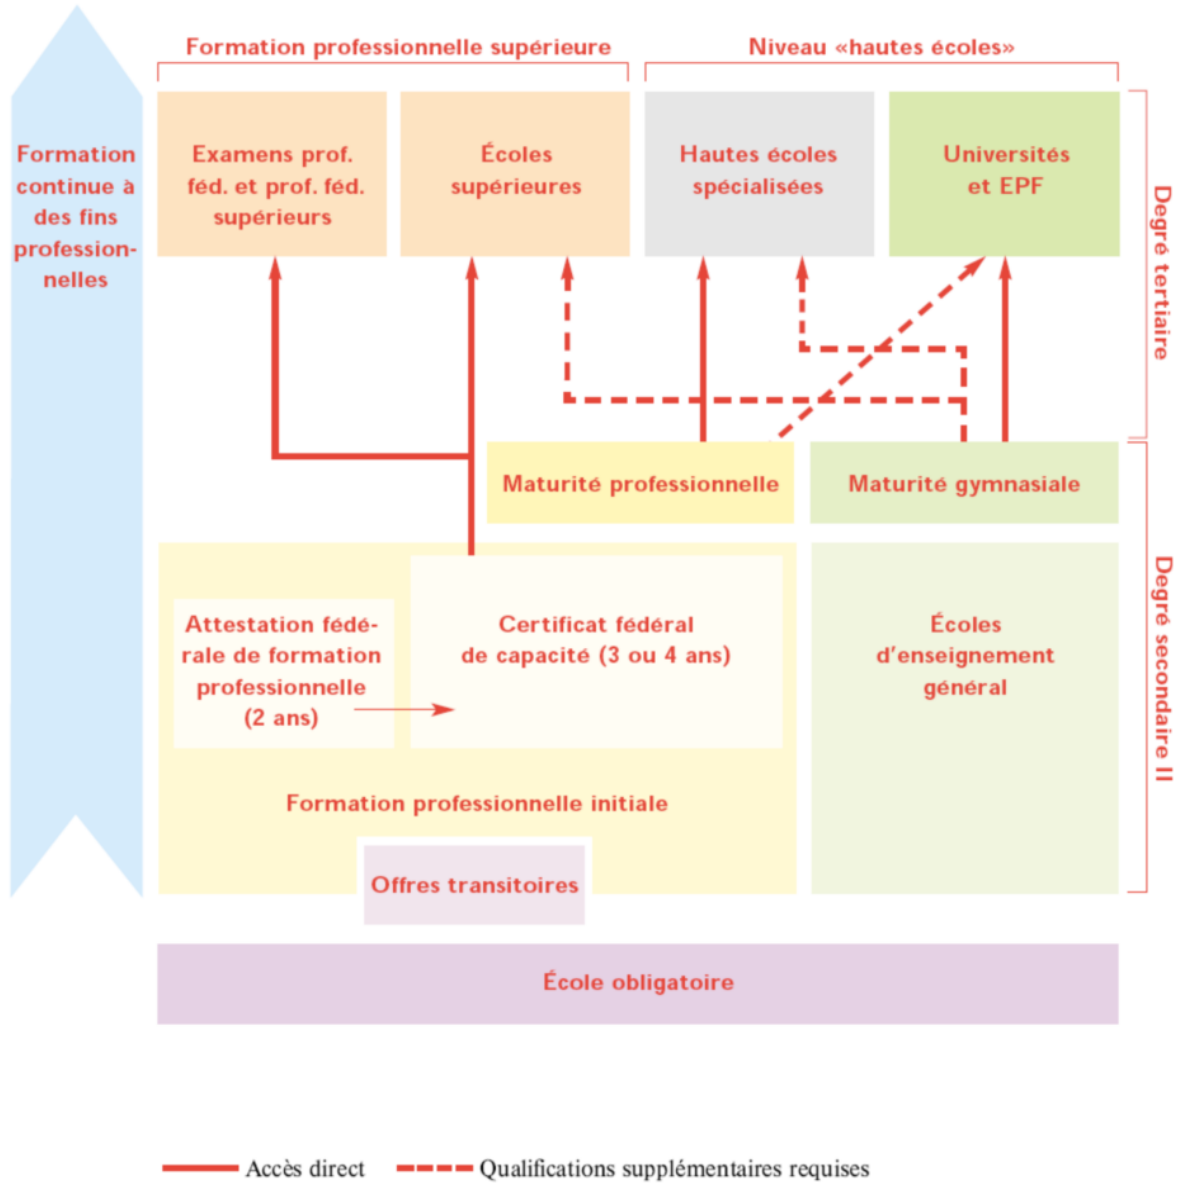 Formation professionnelle supérieure
Niveau «hautes écoles»
Formation
continue à
des fins
profession-
nelles
Examens prof.
féd. et prof. féd.
supérieurs
Écoles
supérieures
Hautes écoles
spécialisées
Universités
et EPF
Degré tertiaire
Maturité professionnelle
Maturité gymnasiale
Attestation fédé-
rale de formation
professionnelle
(2 ans)
Certificat fédéral
de capacité (3 ou 4 ans)
Écoles
d'enseignement
général
Degré secondaire II
Formation professionnelle initiale
Offres transitoires
École obligatoire
Accès direct
Qualifications supplémentaires requises